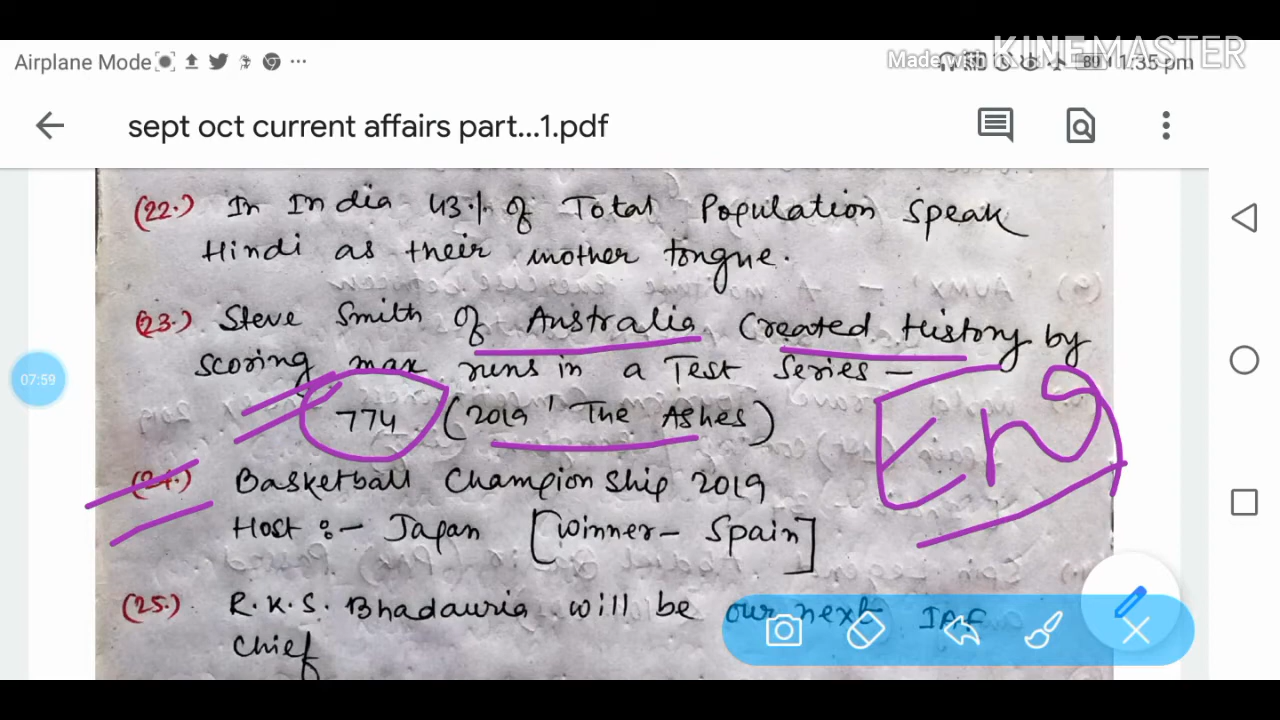 Airplane Mode
Made with KINEMASTER
89 1:35 pm
sept oct current affairs part...1.pdf
(22.) In India 43% of Total Population Speak
Hindi as their mother tongue.
(23.) Steve Smith of Australia Created History by
scoring max runs in a Test Series –
774 (2019 ' The Ashes)
Eng
07:59
(24.) Basketball Champion Ship 2019
Host :- Japan [Winner- Spain]
(25.) R.K.S. Bhadauria will be our next IAF
Chief